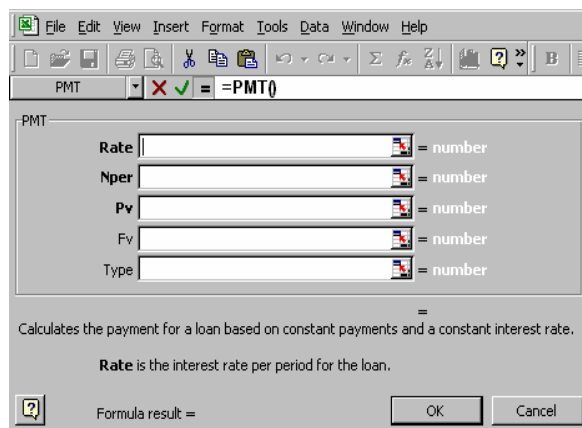 File Edit View Insert Format Tools Data Window Help
Σ fx Z A ? » B
PMT = =PMT()
PMT
Rate = number
Nper = number
Pv = number
Fv = number
Type = number
=
Calculates the payment for a loan based on constant payments and a constant interest rate.
Rate is the interest rate per period for the loan.
? Formula result = OK Cancel